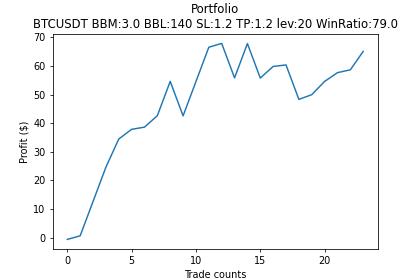 Portfolio
BTCUSDT BBM:3.0 BBL:140 SL:1.2 TP:1.2 lev:20 WinRatio:79.0
70
60
50
40
30
20
10
0
Profit ($)
0 5 10 15 20
Trade counts